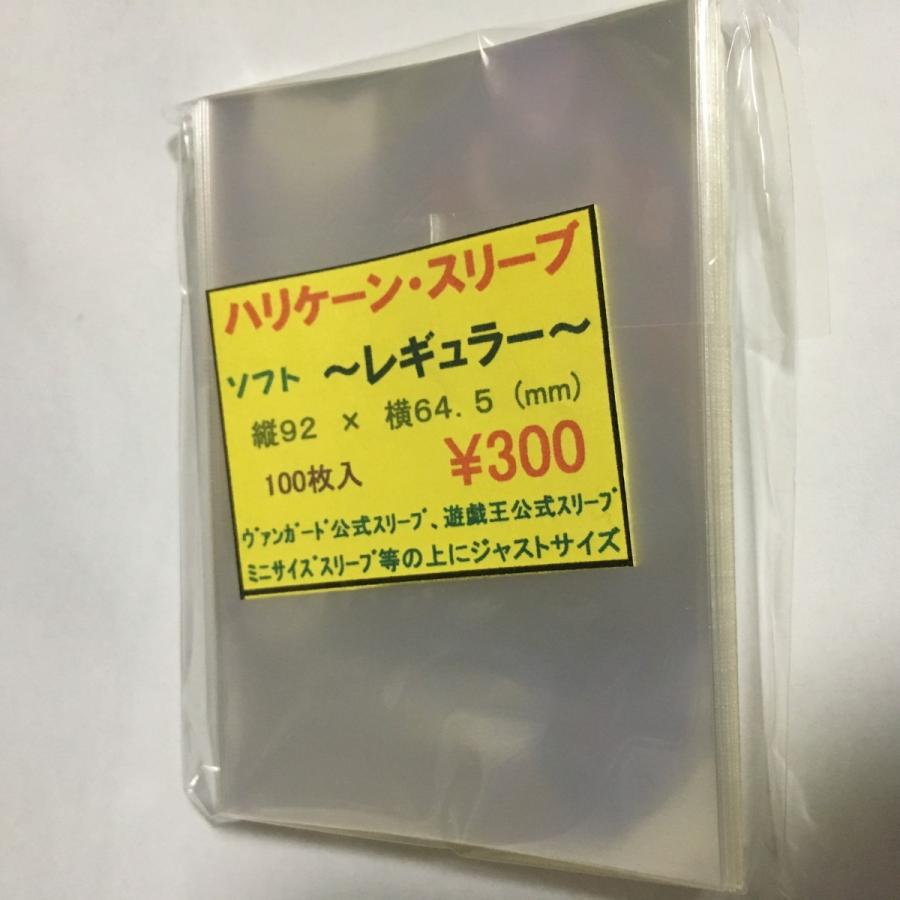 ハリケーン・スリーブ
ソフト ～レギュラー～
縦92 × 横64.5 (mm)
100枚入 ¥300
ヴァンガード公式スリーブ、遊戯王公式スリーブ
ミニサイズスリーブ等の上にジャストサイズ